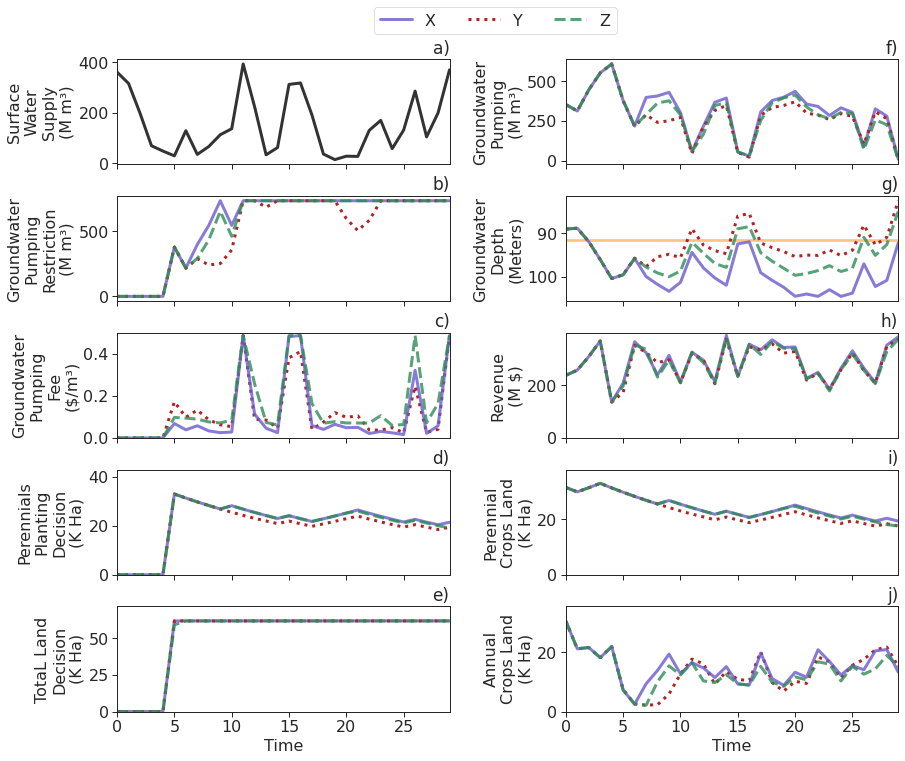 X Y Z
a)
Surface
Water
Supply
(M m³)
400
200
0
f)
Groundwater
Pumping
(M m³)
500
250
0
b)
Groundwater
Pumping
Restriction
(M m³)
500
0
g)
Groundwater
Depth
(Meters)
90
100
c)
Groundwater
Pumping
Fee
($/m³)
0.4
0.2
0.0
h)
Revenue
(M $)
200
0
d)
Perennials
Planting
Decision
(K Ha)
40
20
0
i)
Perennial
Crops Land
(K Ha)
20
0
e)
TotaL Land
Decision
(K Ha)
50
25
0
0 5 10 15 20 25
Time
j)
Annual
Crops Land
(K Ha)
20
0
0 5 10 15 20 25
Time